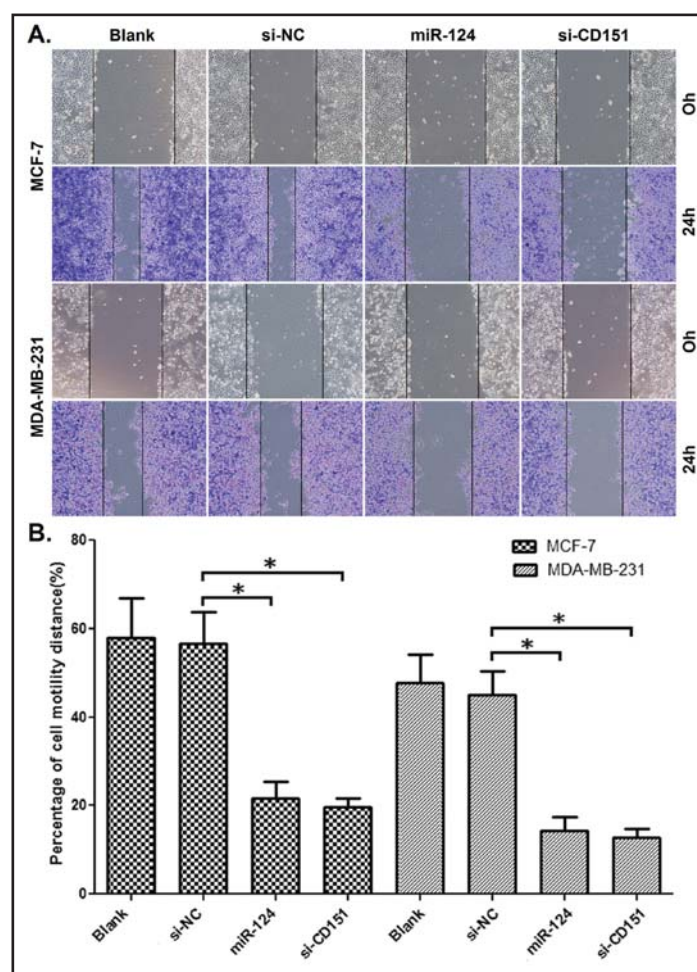 A.
Blank si-NC miR-124 si-CD151
MCF-7
0h
24h
MDA-MB-231
0h
24h
B.
Percentage of cell motility distance(%)
80
60
40
20
0
MCF-7
MDA-MB-231
* *
* *
Blank si-NC miR-124 si-CD151 Blank si-NC miR-124 si-CD151